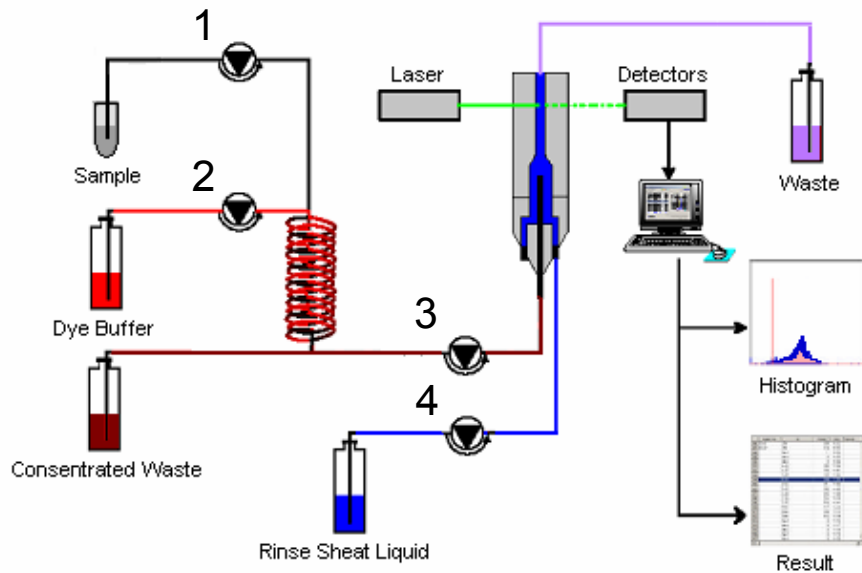 1
Laser
Detectors
Sample
2
Waste
Dye Buffer
3
Histogram
4
Consentrated Waste
Rinse Sheat Liquid
Result